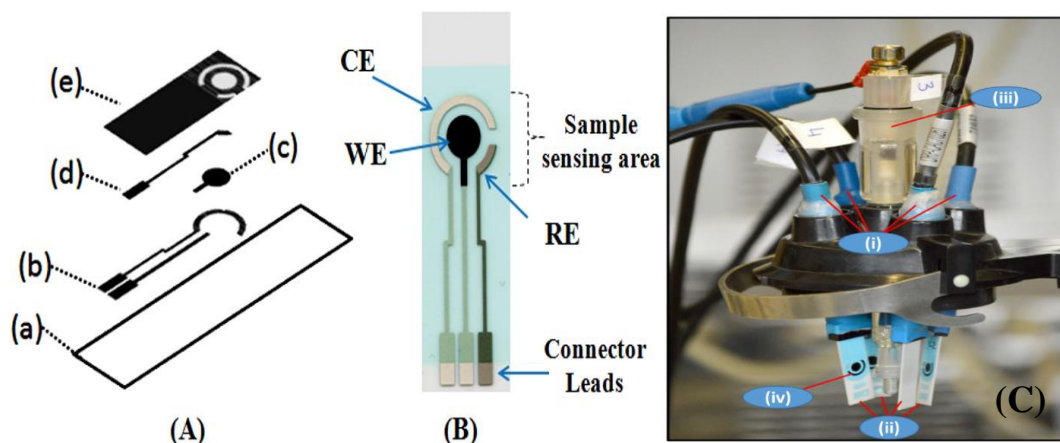 (e)
(d)
(c)
(b)
(a)
(A)
CE
WE
RE
Sample
sensing area
Connector
Leads
(B)
4
3
(iii)
(i)
(iv)
(ii)
(C)